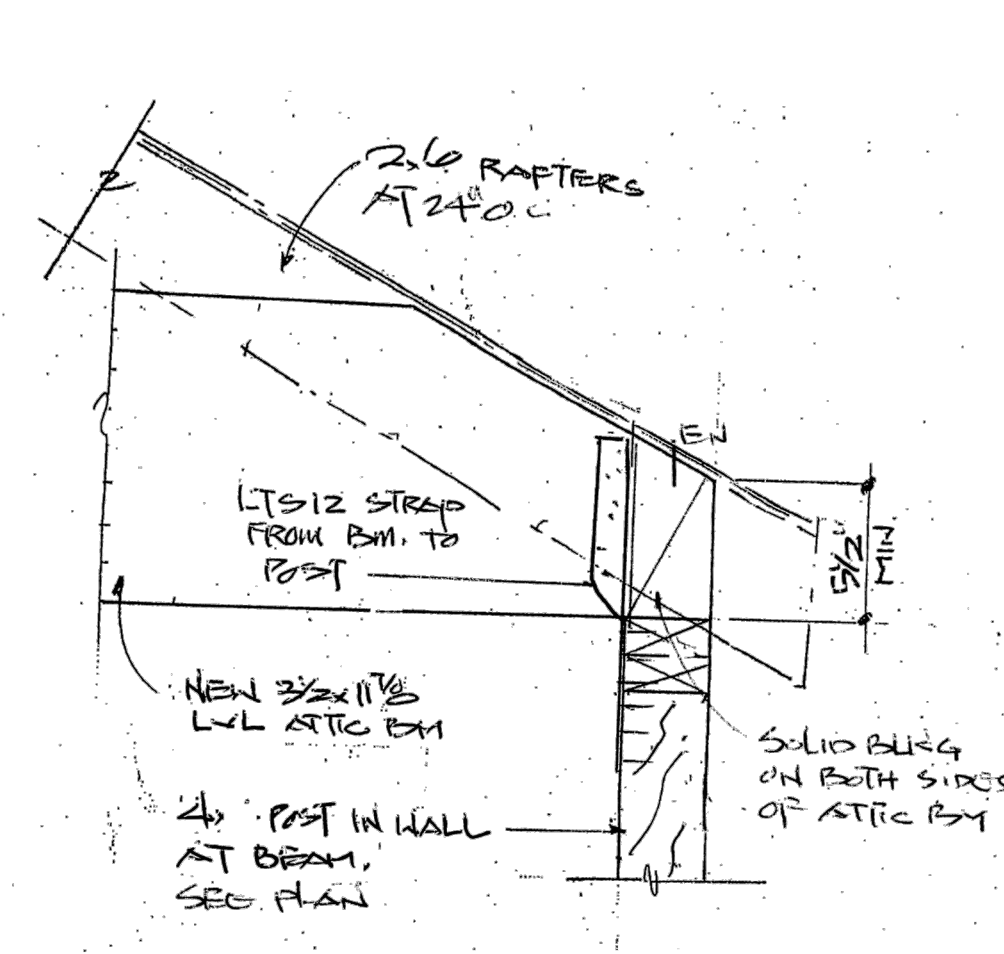 2x6 RAFTERS
AT 24" O.C
EN
LTS12 STRAP
FROM BM. TO
POST
5 1/2"
MIN
NEW 3 1/2 x 11 7/8
LVL ATTIC BM
SOLID BLKG
ON BOTH SIDES
OF ATTIC BM
4x POST IN WALL
AT BEAM.
SEE PLAN